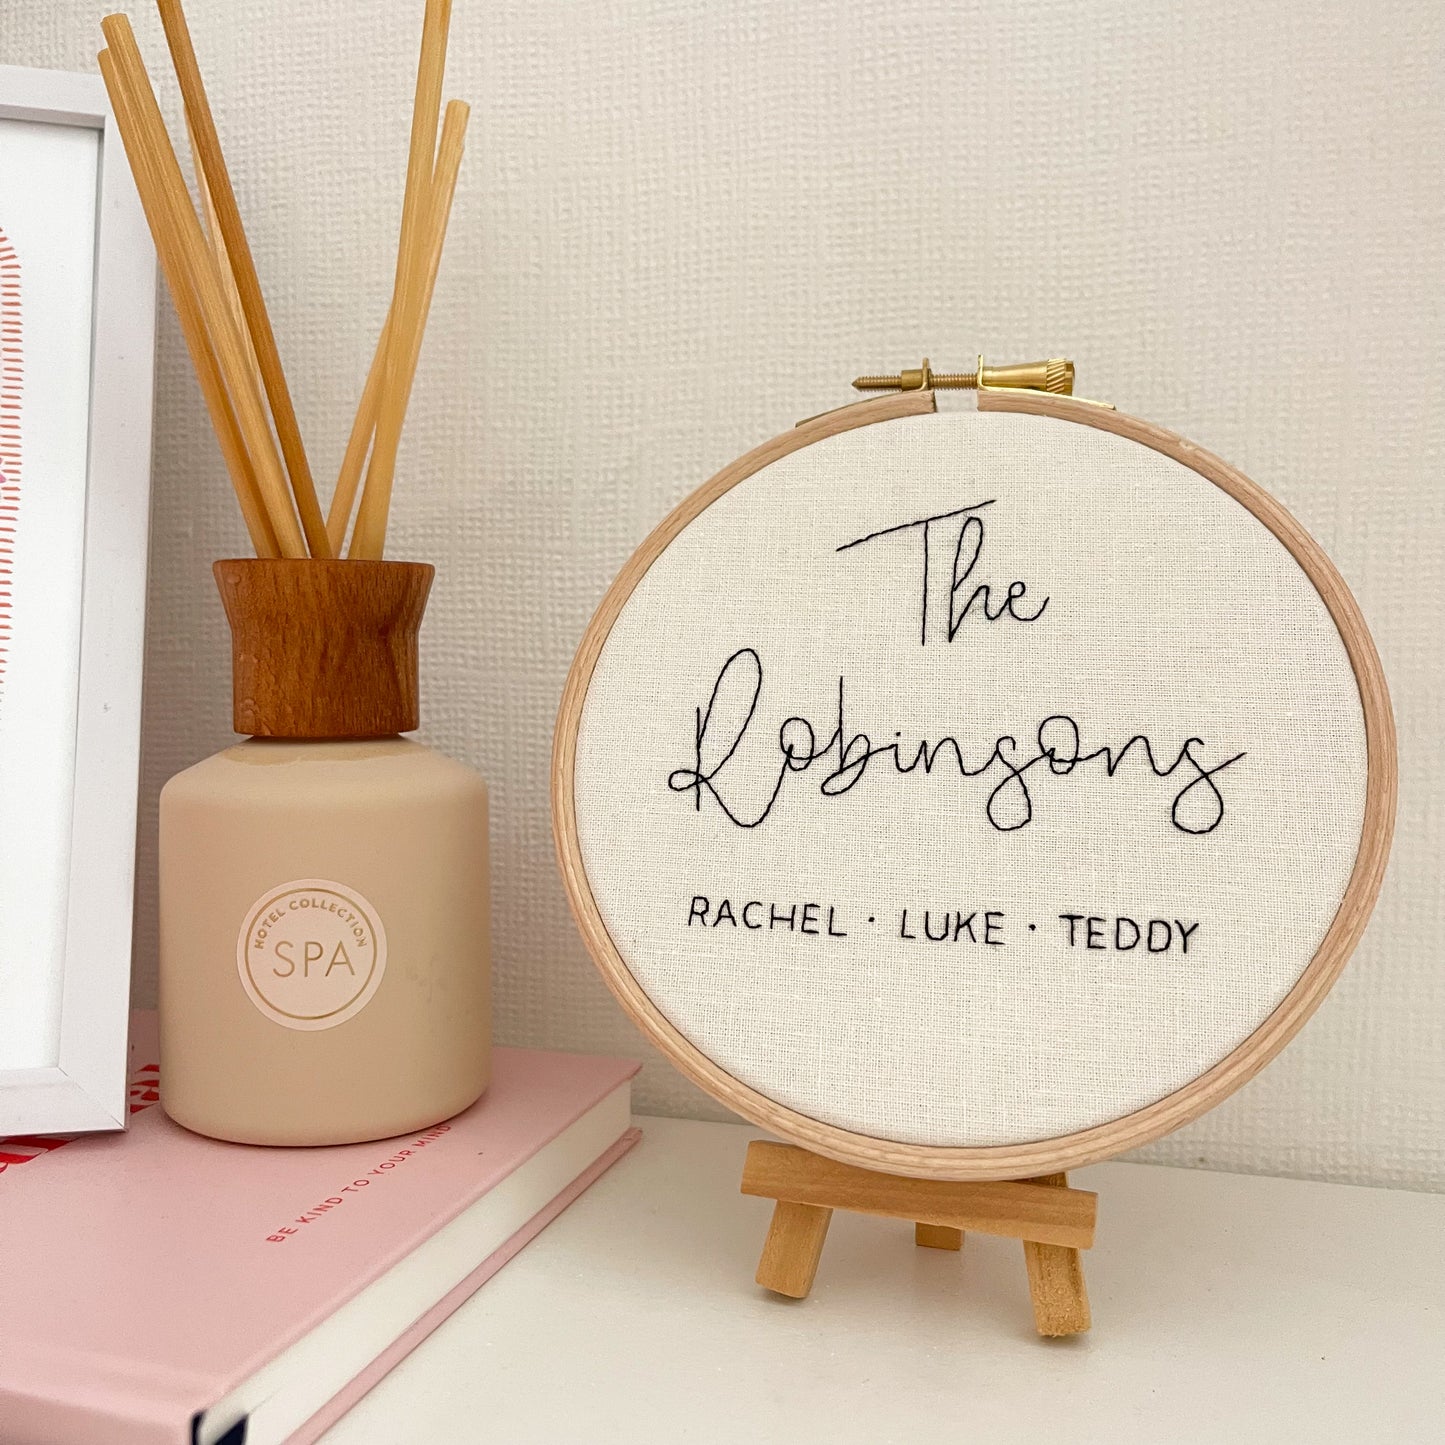 The
Robinsons
RACHEL · LUKE · TEDDY
HOTEL COLLECTION
SPA
BE KIND TO YOUR MIND